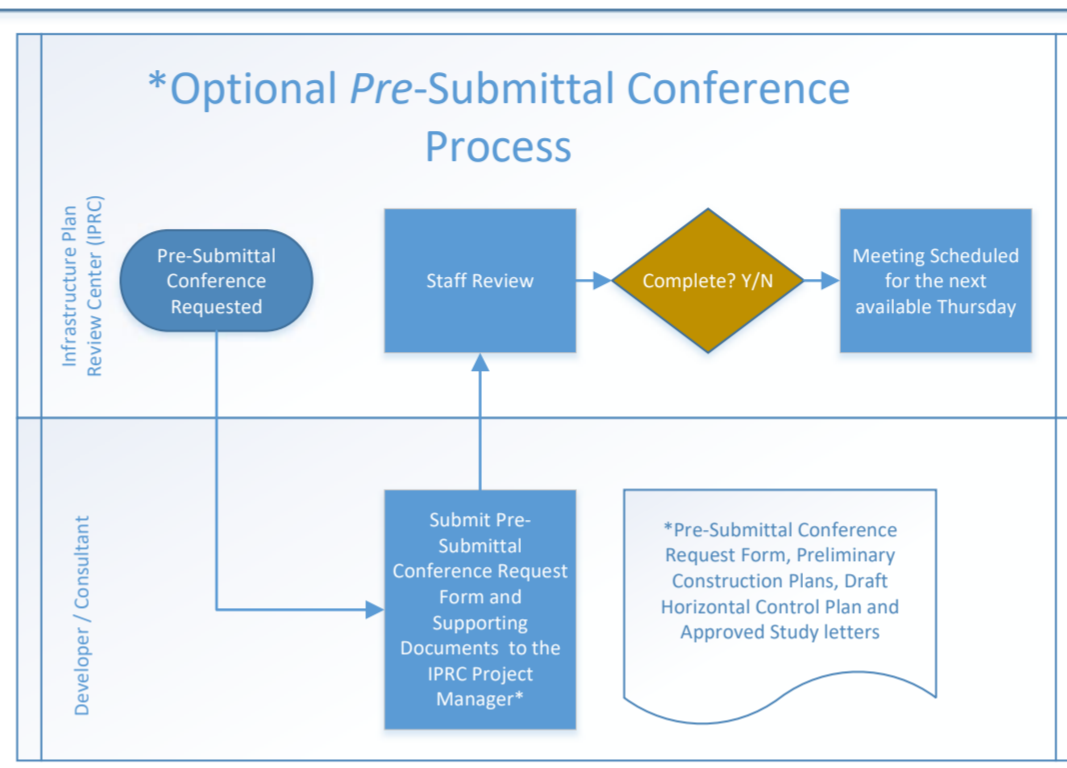 *Optional Pre-Submittal Conference
Process
Infrastructure Plan
Review Center (IPRC)
Pre-Submittal
Conference
Requested
Staff Review
Complete? Y/N
Meeting Scheduled
for the next
available Thursday
Developer / Consultant
Submit Pre-
Submittal
Conference Request
Form and
Supporting
Documents to the
IPRC Project
Manager*
*Pre-Submittal Conference
Request Form, Preliminary
Construction Plans, Draft
Horizontal Control Plan and
Approved Study letters